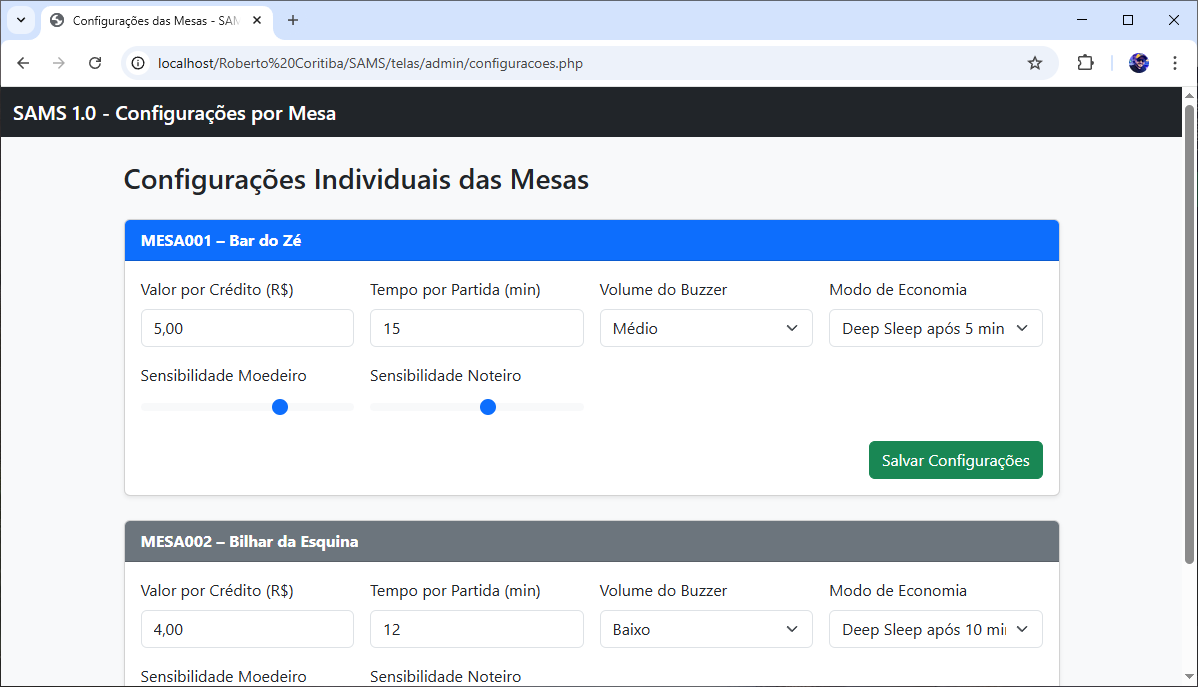 Configurações das Mesas - SAM
localhost/Roberto%20Coritiba/SAMS/telas/admin/configuracoes.php
SAMS 1.0 - Configurações por Mesa
Configurações Individuais das Mesas
MESA001 – Bar do Zé
Valor por Crédito (R$) Tempo por Partida (min) Volume do Buzzer Modo de Economia
5,00 15 Médio Deep Sleep após 5 min
Sensibilidade Moedeiro Sensibilidade Noteiro
Salvar Configurações
MESA002 – Bilhar da Esquina
Valor por Crédito (R$) Tempo por Partida (min) Volume do Buzzer Modo de Economia
4,00 12 Baixo Deep Sleep após 10 min
Sensibilidade Moedeiro Sensibilidade Noteiro